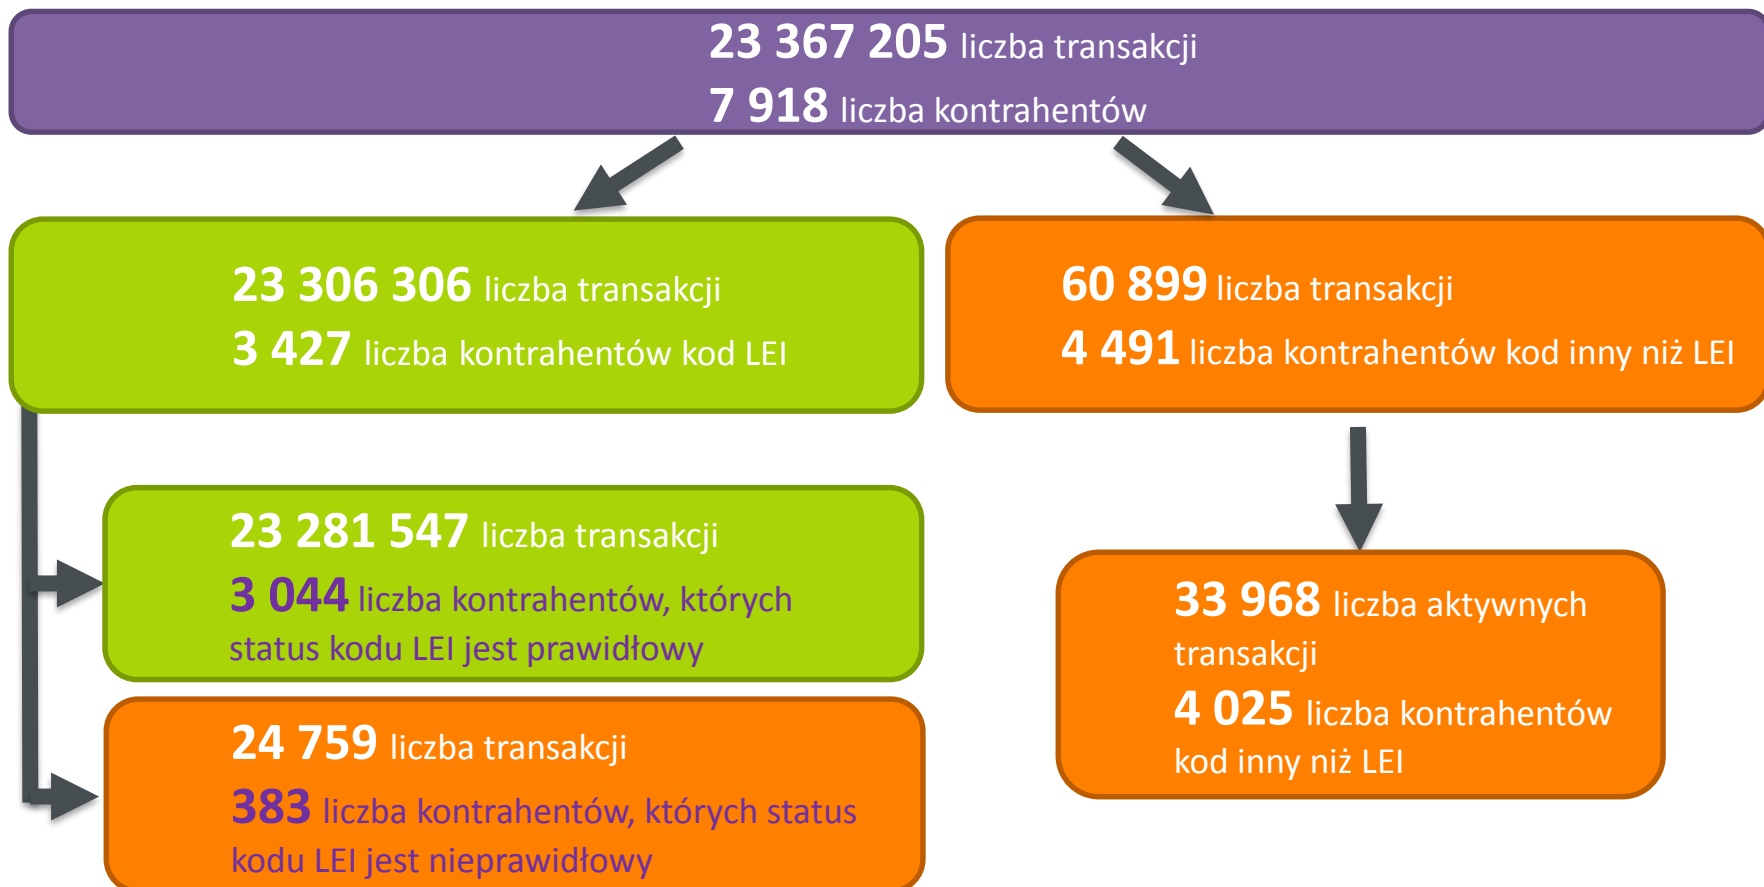 23 367 205 liczba transakcji
7 918 liczba kontrahentów
23 306 306 liczba transakcji
3 427 liczba kontrahentów kod LEI
60 899 liczba transakcji
4 491 liczba kontrahentów kod inny niż LEI
23 281 547 liczba transakcji
3 044 liczba kontrahentów, których
status kodu LEI jest prawidłowy
24 759 liczba transakcji
383 liczba kontrahentów, których status
kodu LEI jest nieprawidłowy
33 968 liczba aktywnych
transakcji
4 025 liczba kontrahentów
kod inny niż LEI